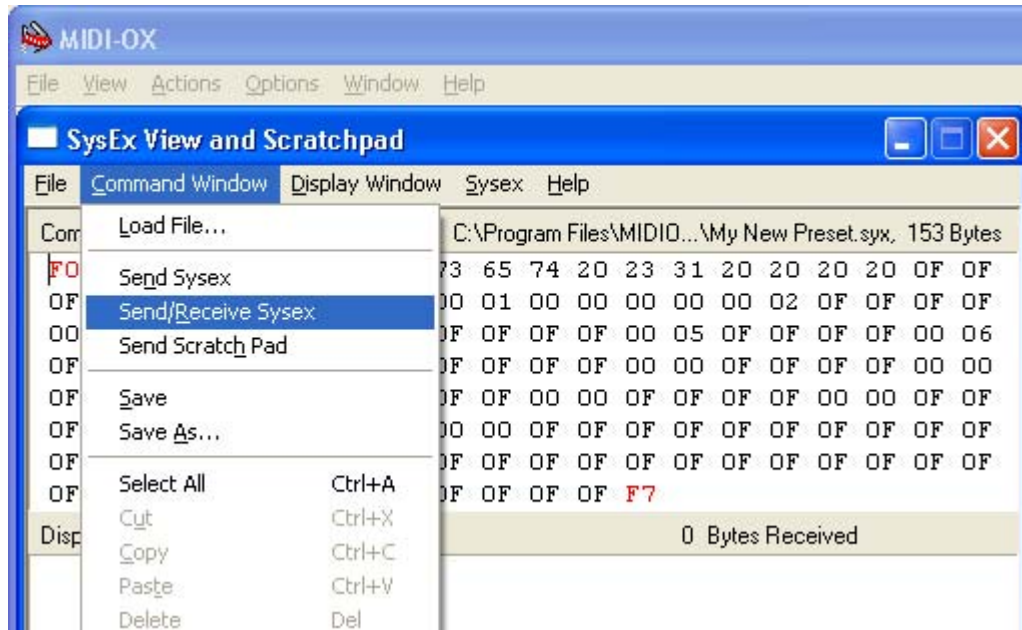 MIDI-OX
File View Actions Options Window Help
SysEx View and Scratchpad
File Command Window Display Window Sysex Help
Com C:\Program Files\MIDIO...\My New Preset.syx, 153 Bytes
Load File...
F0 73 65 74 20 23 31 20 20 20 20 0F 0F
Send Sysex
0F 00 01 00 00 00 00 00 02 0F 0F 0F 0F
Send/Receive Sysex
00 0F 0F 0F 0F 00 05 0F 0F 0F 0F 00 06
Send Scratch Pad
0F 0F 0F 0F 0F 00 00 0F 0F 0F 0F 00 00
0F 0F 0F 00 00 0F 0F 0F 0F 00 00 0F 0F
Save
0F 00 00 0F 0F 0F 0F 0F 0F 0F 0F 0F 0F
Save As...
0F 0F 0F 0F 0F 0F 0F 0F 0F 0F 0F 0F 0F
Select All Ctrl+A
0F 0F 0F 0F 0F F7
Cut Ctrl+X
Disp 0 Bytes Received
Copy Ctrl+C
Paste Ctrl+V
Delete Del